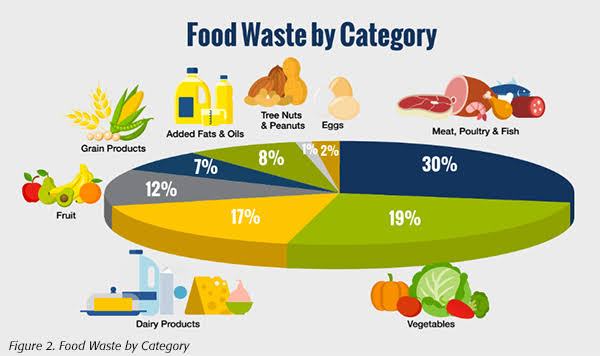 Food Waste by Category
Grain Products
Added Fats & Oils
Tree Nuts
& Peanuts
Eggs
Meat, Poultry & Fish
7%
8%
1%
2%
30%
12%
17%
19%
Fruit
Dairy Products
Vegetables
Figure 2. Food Waste by Category